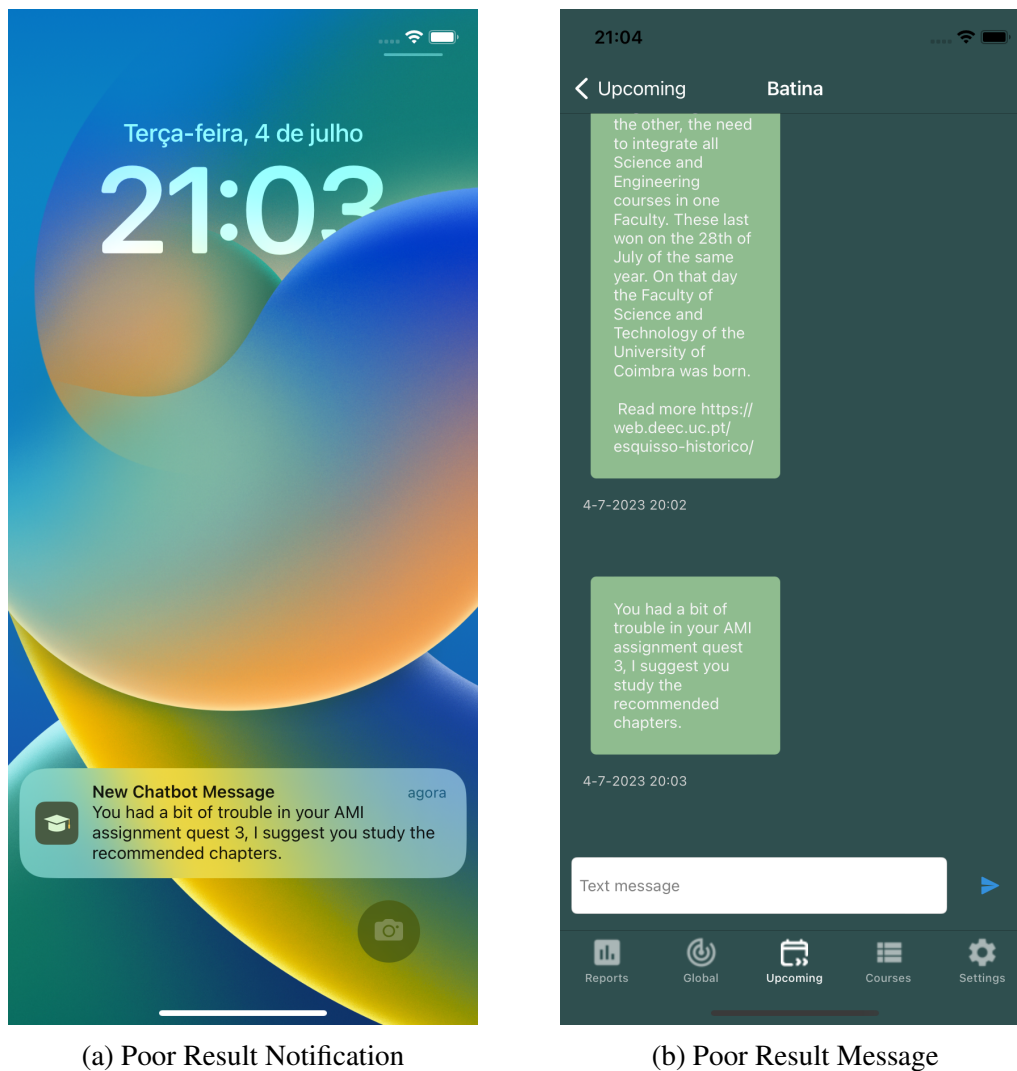 Terça-feira, 4 de julho
21:03
New Chatbot Message
agora
You had a bit of trouble in your AMI
assignment quest 3, I suggest you study the
recommended chapters.
(a) Poor Result Notification
21:04
Upcoming
Batina
the other, the need
to integrate all
Science and
Engineering
courses in one
Faculty. These last
won on the 28th of
July of the same
year. On that day
the Faculty of
Science and
Technology of the
University of
Coimbra was born.
Read more https://
web.deec.uc.pt/
esquisso-historico/
4-7-2023 20:02
You had a bit of
trouble in your AMI
assignment quest
3, I suggest you
study the
recommended
chapters.
4-7-2023 20:03
Text message
Reports
Global
Upcoming
Courses
Settings
(b) Poor Result Message